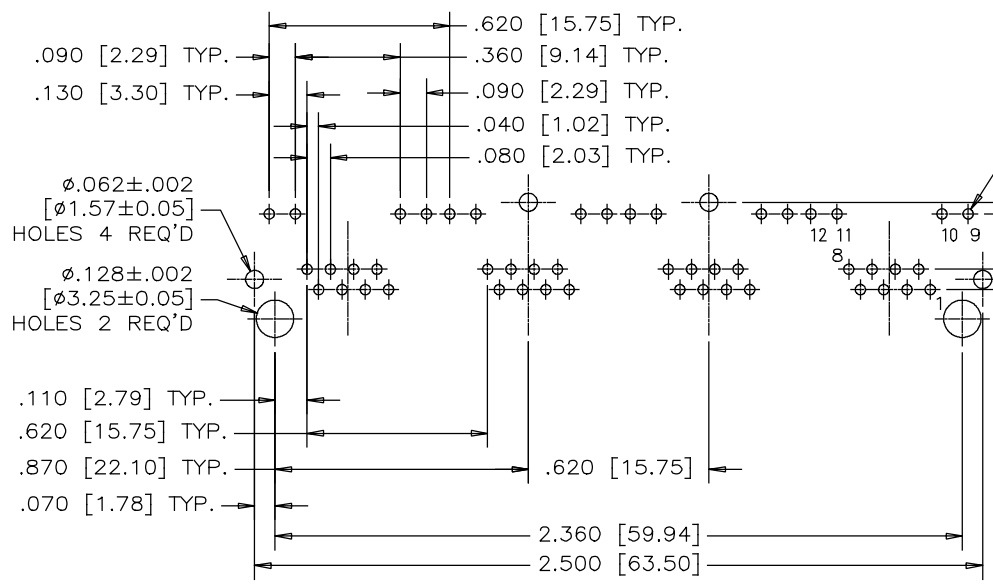 .620 [15.75] TYP.
.090 [2.29] TYP.
.360 [9.14] TYP.
.130 [3.30] TYP.
.090 [2.29] TYP.
.040 [1.02] TYP.
.080 [2.03] TYP.
ø.062±.002
[ø1.57±0.05]
HOLES 4 REQ'D
12 11
10 9
8
ø.128±.002
[ø3.25±0.05]
HOLES 2 REQ'D
1
.110 [2.79] TYP.
.620 [15.75] TYP.
.870 [22.10] TYP.
.620 [15.75]
.070 [1.78] TYP.
2.360 [59.94]
2.500 [63.50]